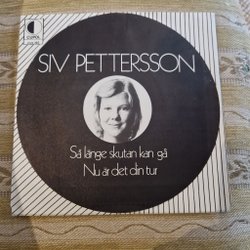 SIV PETTERSSON
Så länge skutan kan gå
Nu är det din tur